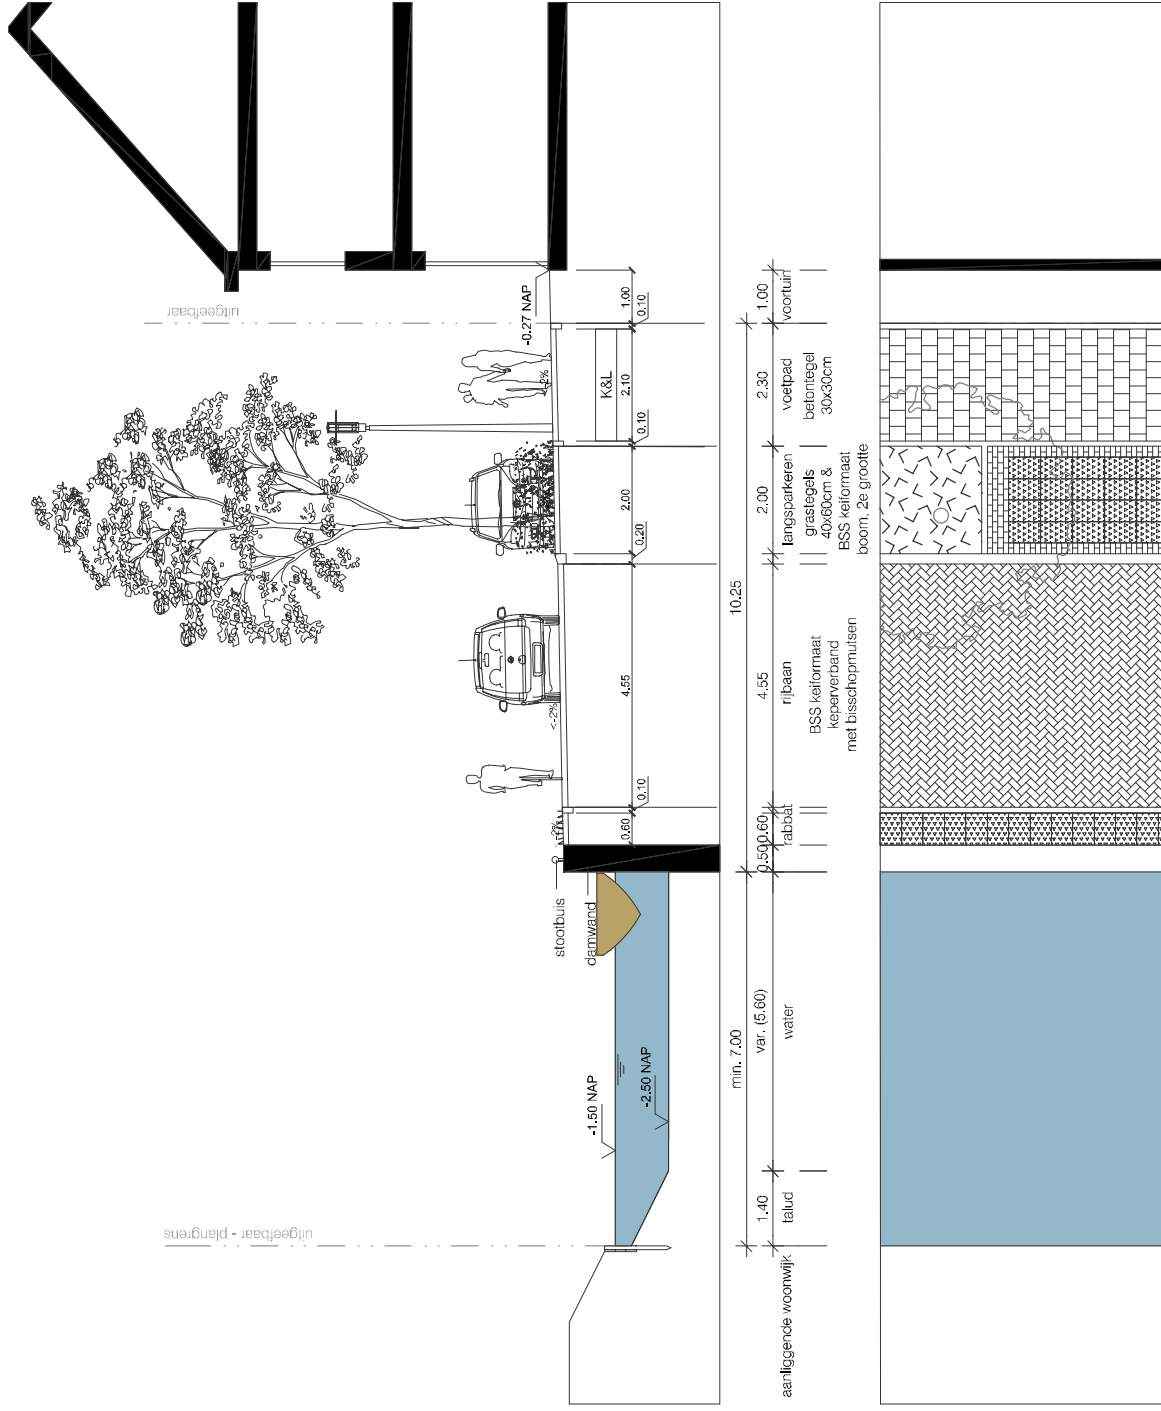 uitgeefbaar - plangrens
uitgeefbaar
-1.50 NAP
-2.50 NAP
stootbuis
damwand
-2%
<-2%
-2%
-0.27 NAP
K&L
0.60
0.10
4.55
0.20
2.00
0.10
2.10
0.10
1.00
min. 7.00
10.25
1.40
var. (5.60)
0.50
0.60
4.55
2.00
2.30
1.00
aanliggende woonwijk
talud
water
rabbat
rijbaan
BSS keiformaat
keperverband
met bisschopmutsen
langsparkeren
grastegels
40x60cm &
BSS keiformaat
boom, 2e grootte
voetpad
betontegel
30x30cm
voortuin